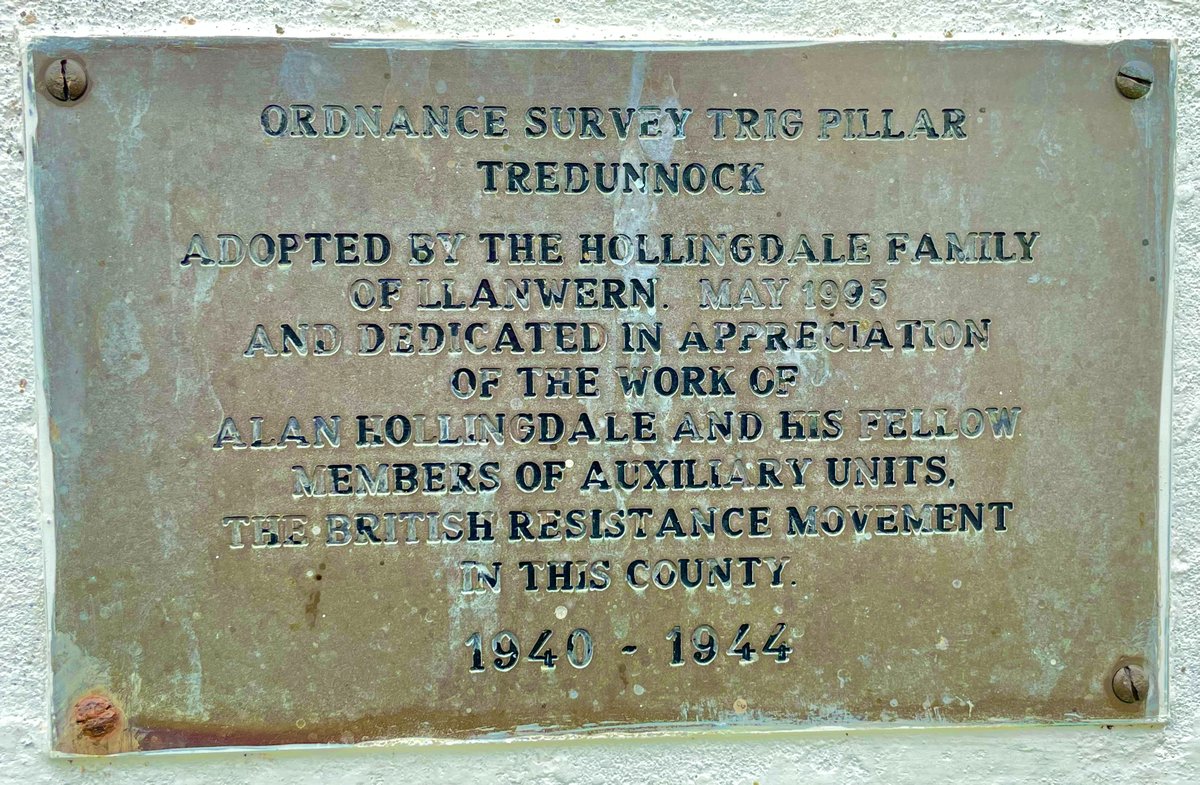 ORDNANCE SURVEY TRIG PILLAR
TREDUNNOCK
ADOPTED BY THE HOLLINGDALE FAMILY
OF LLANWERN. MAY 1995
AND DEDICATED IN APPRECIATION
OF THE WORK OF
ALAN HOLLINGDALE AND HIS FELLOW
MEMBERS OF AUXILIARY UNITS,
THE BRITISH RESISTANCE MOVEMENT
IN THIS COUNTY.
1940 - 1944